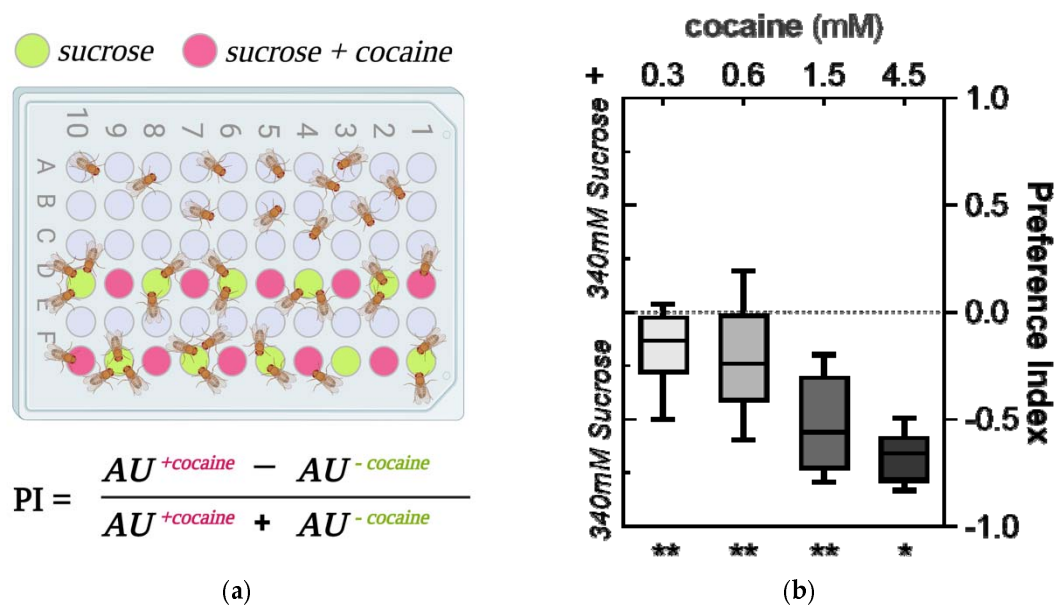 sucrose sucrose + cocaine
10 9 8 7 6 5 4 3 2 1
A
B
C
D
E
F
PI = AU +cocaine − AU - cocaine
AU +cocaine + AU - cocaine
(a)
cocaine (mM)
+ 0.3 0.6 1.5 4.5
340mM Sucrose
340mM Sucrose
1.0
0.5
0.0
-0.5
-1.0
Preference Index
** ** ** *
(b)